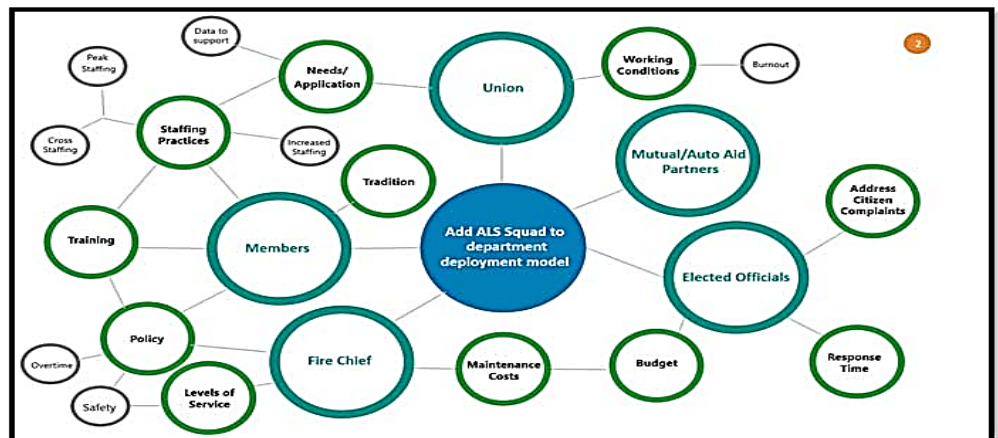 Data to
support
2
Peak
Staffing
Needs/
Application
Union
Working
Conditions
Burnout
Cross
Staffing
Staffing
Practices
Increased
Staffing
Mutual/Auto Aid
Partners
Tradition
Address
Citizen
Complaints
Training
Members
Add ALS Squad to
department
deployment model
Elected Officials
Policy
Overtime
Fire Chief
Maintenance
Costs
Budget
Response
Time
Safety
Levels of
Service